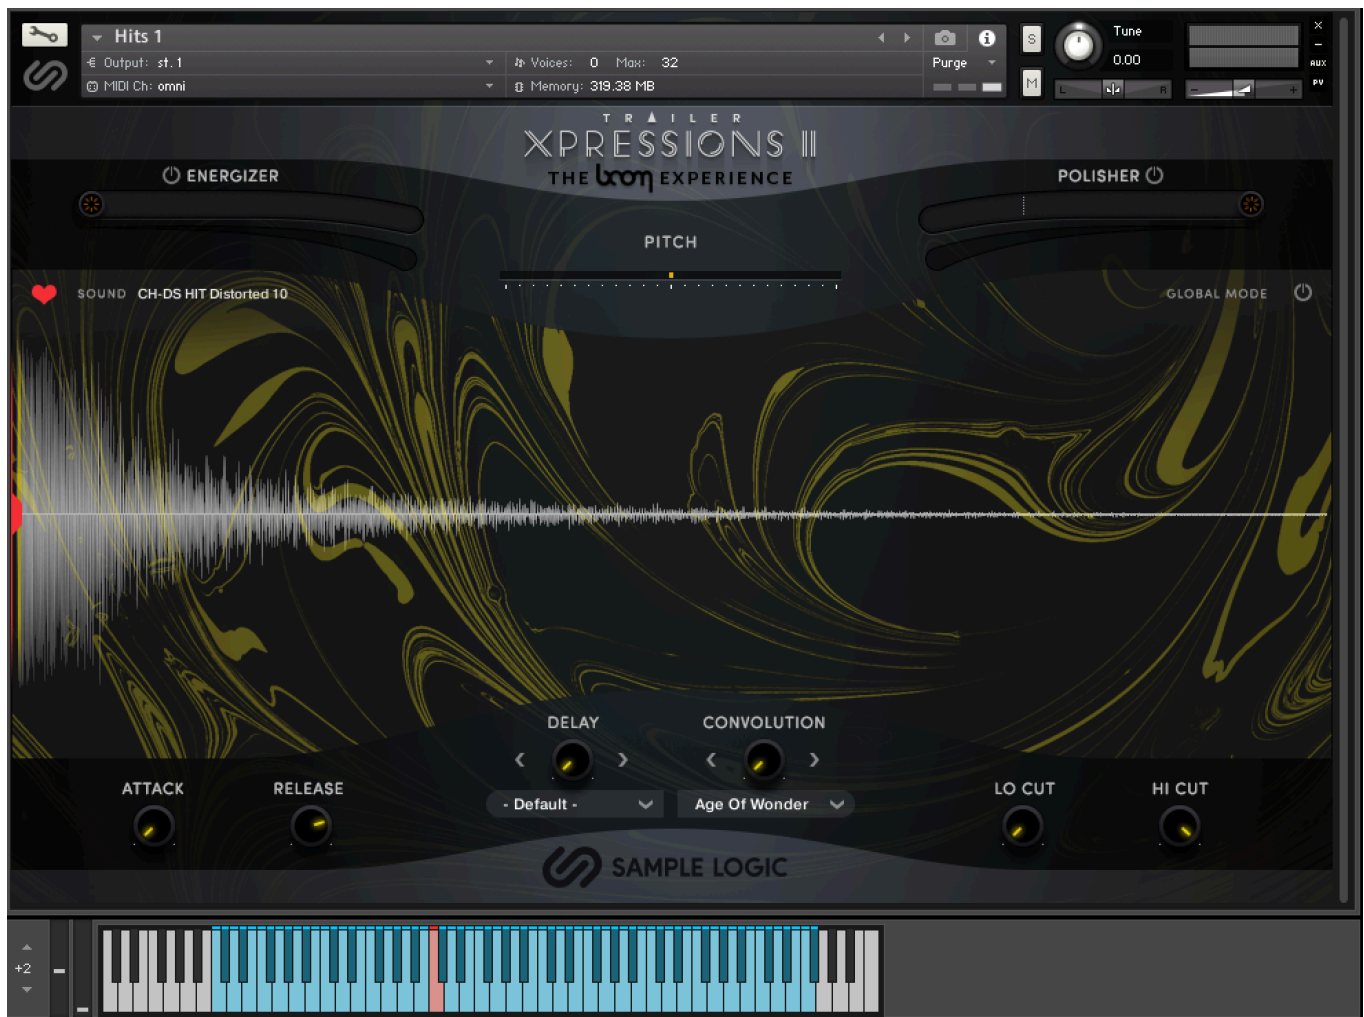 Hits 1
S
Tune
0.00
X
–
AUX
PV
Output: st. 1
Voices: 0 Max: 32
Purge
MIDI Ch: omni
Memory: 319.38 MB
M
L R
– +
TRAILER
XPRESSIONS II
THE boom EXPERIENCE
ENERGIZER
POLISHER
PITCH
SOUND CH-DS HIT Distorted 10
GLOBAL MODE
DELAY
CONVOLUTION
- Default -
Age Of Wonder
ATTACK
RELEASE
LO CUT
HI CUT
SAMPLE LOGIC
+2